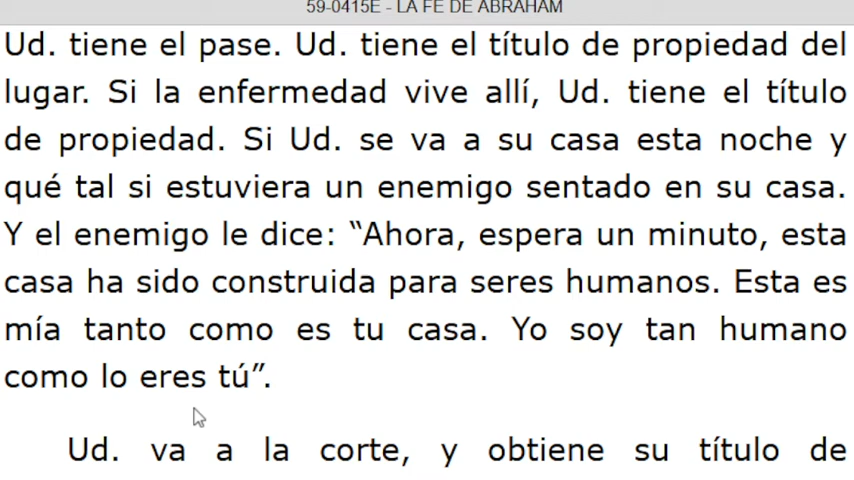 59-0415E - LA FE DE ABRAHAM
Ud. tiene el pase. Ud. tiene el título de propiedad del
lugar. Si la enfermedad vive allí, Ud. tiene el título
de propiedad. Si Ud. se va a su casa esta noche y
qué tal si estuviera un enemigo sentado en su casa.
Y el enemigo le dice: “Ahora, espera un minuto, esta
casa ha sido construida para seres humanos. Esta es
mía tanto como es tu casa. Yo soy tan humano
como lo eres tú”.
Ud. va a la corte, y obtiene su título de